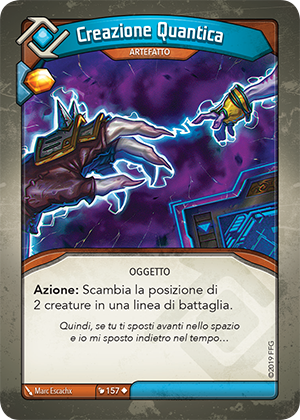 Creazione Quantica
ARTEFATTO
OGGETTO
Azione: Scambia la posizione di
2 creature in una linea di battaglia.
Quindi, se tu ti sposti avanti nello spazio
e io mi sposto indietro nel tempo…
Marc Escachx
157
©2019 FFG